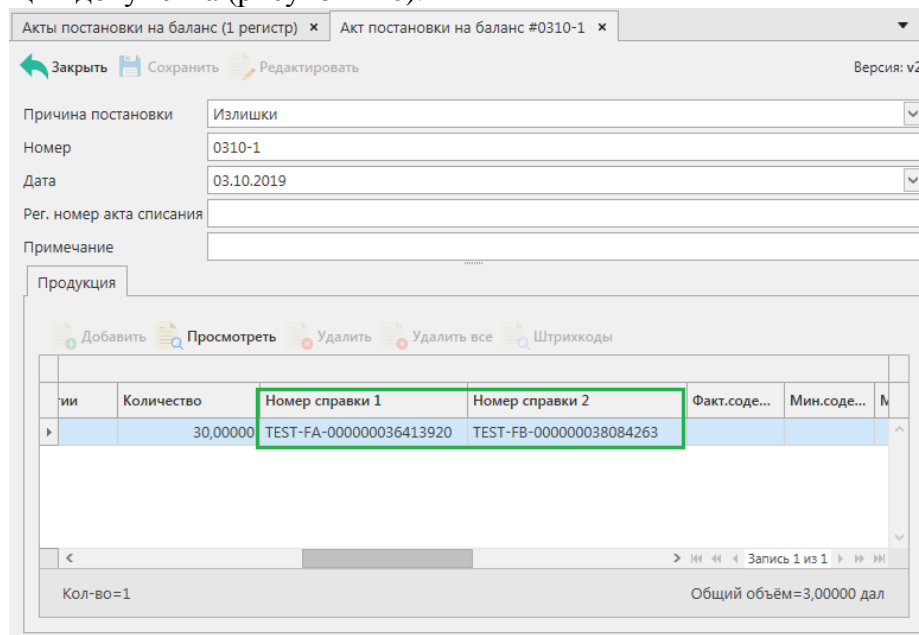 Акты постановки на баланс (1 регистр) × Акт постановки на баланс #0310-1 ×
Закрыть Сохранить Редактировать Версия: v2
Причина постановки Излишки
Номер 0310-1
Дата 03.10.2019
Рег. номер акта списания
Примечание
Продукция
Добавить Просмотреть Удалить Удалить все Штрихкоды
Количество Номер справки 1 Номер справки 2 Факт.соде... Мин.соде...
30,00000 TEST-FA-000000036413920 TEST-FB-000000038084263
Запись 1 из 1
Кол-во=1 Общий объём=3,00000 дал